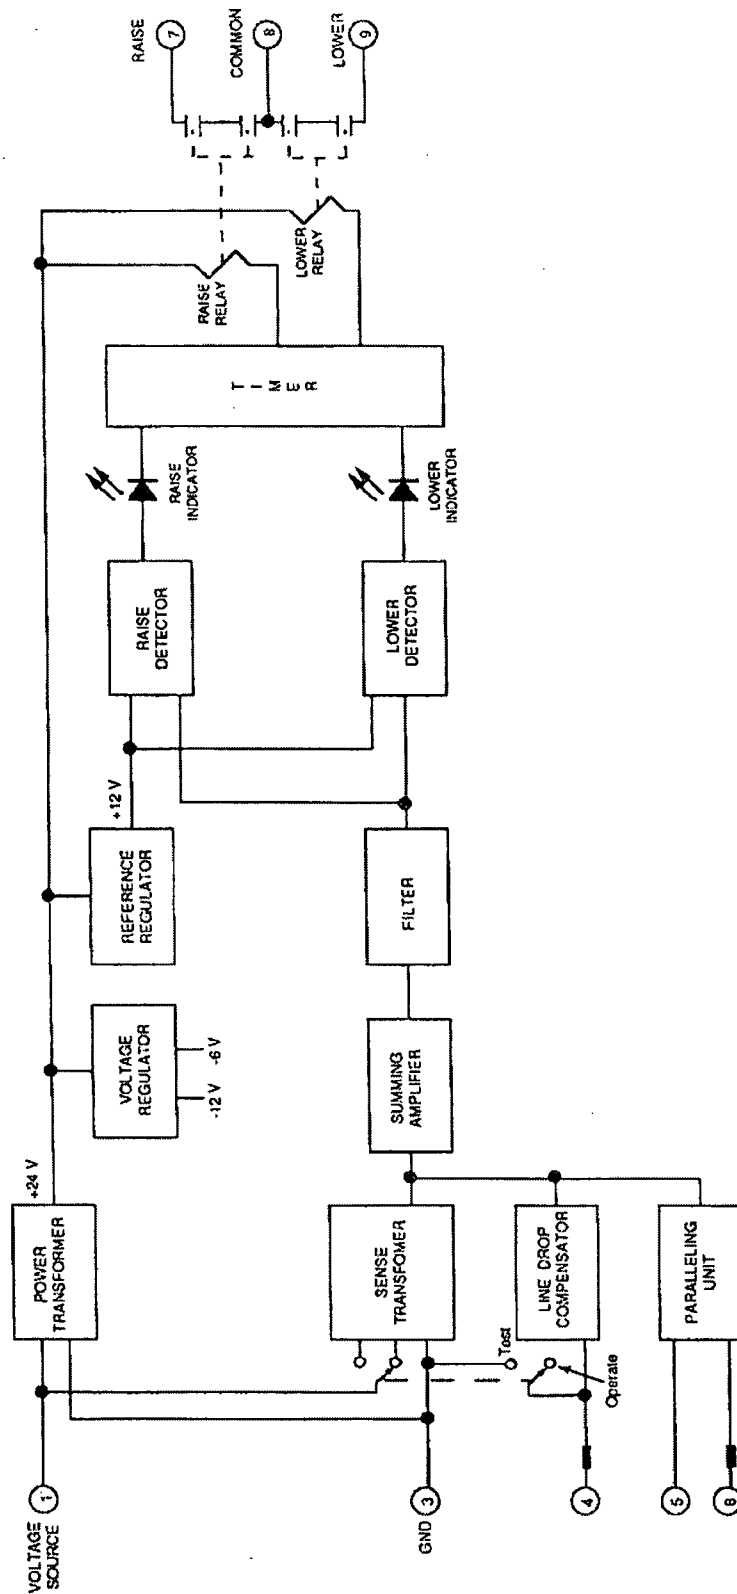 VOLTAGE
SOURCE
1
POWER
TRANSFORMER
+24 V
VOLTAGE
REGULATOR
-12 V
-6 V
REFERENCE
REGULATOR
+12 V
RAISE
DETECTOR
RAISE
INDICATOR
LOWER
DETECTOR
LOWER
INDICATOR
TIMER
RAISE
RELAY
LOWER
RELAY
RAISE
7
COMMON
8
LOWER
9
GND
3
SENSE
TRANSFOMER
SUMMING
AMPLIFIER
FILTER
Test
Operate
4
LINE DROP
COMPENSATOR
5
6
PARALLELING
UNIT